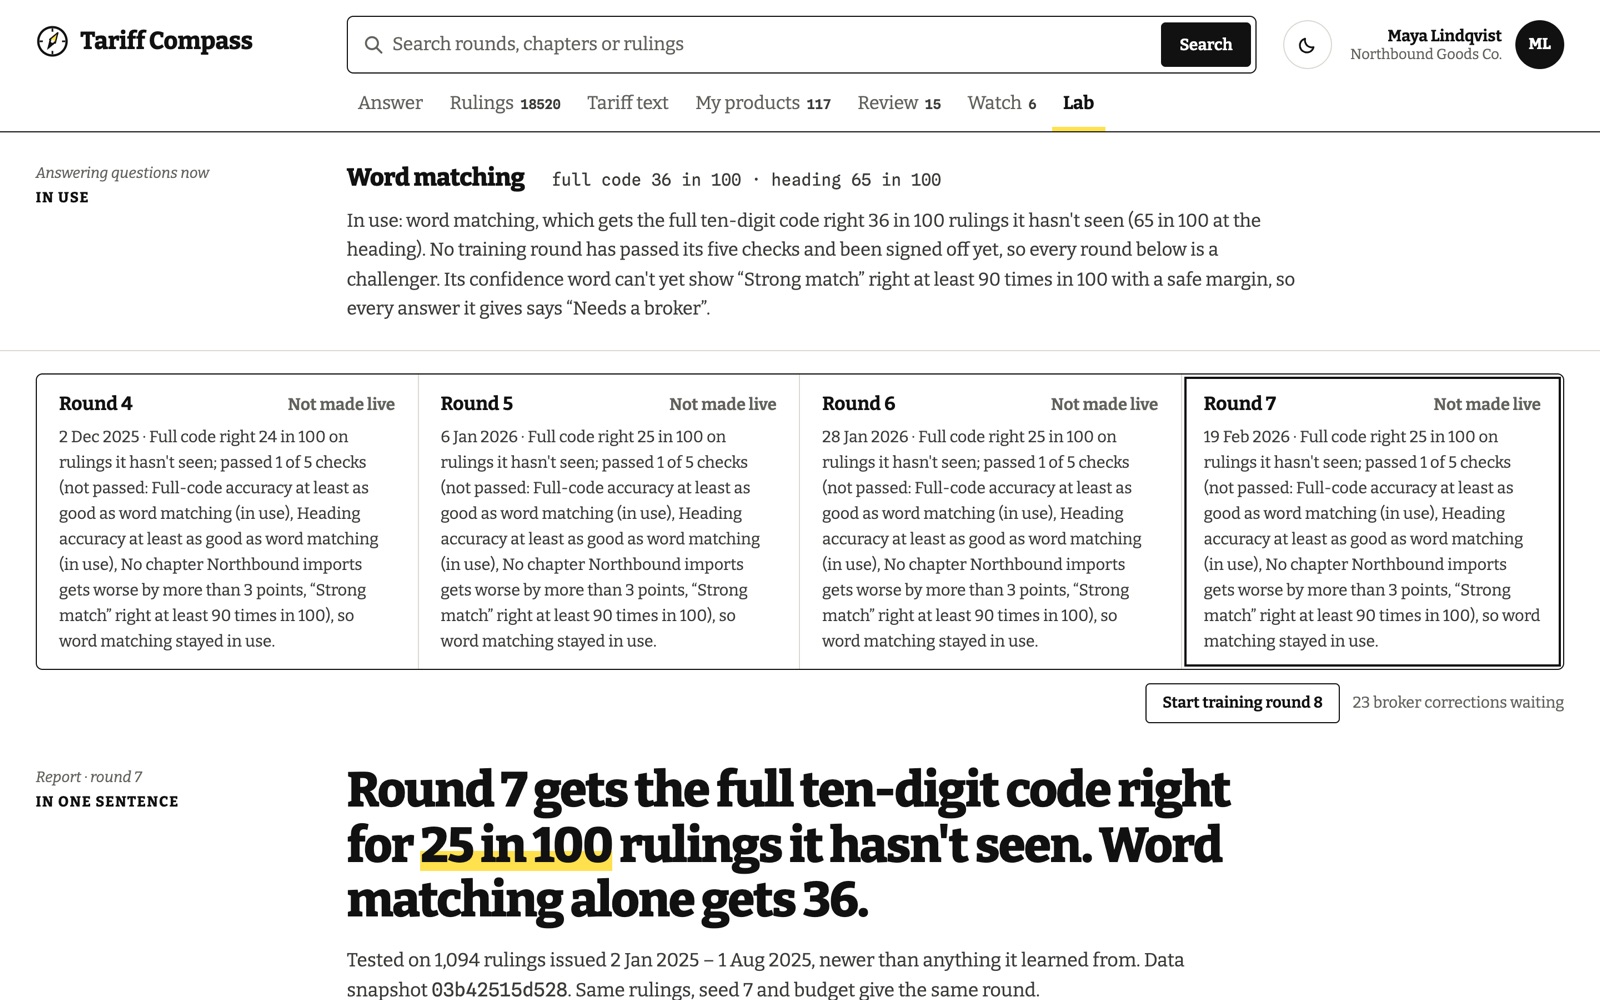 Tariff Compass
Search rounds, chapters or rulings
Search
Maya Lindqvist
Northbound Goods Co.
ML
Answer
Rulings 18520
Tariff text
My products 117
Review 15
Watch 6
Lab
Answering questions now
IN USE
Word matching full code 36 in 100 · heading 65 in 100
In use: word matching, which gets the full ten-digit code right 36 in 100 rulings it hasn't seen (65 in 100 at the
heading). No training round has passed its five checks and been signed off yet, so every round below is a
challenger. Its confidence word can't yet show “Strong match” right at least 90 times in 100 with a safe margin, so
every answer it gives says “Needs a broker”.
Round 4 Not made live
2 Dec 2025 · Full code right 24 in 100 on
rulings it hasn't seen; passed 1 of 5 checks
(not passed: Full-code accuracy at least as
good as word matching (in use), Heading
accuracy at least as good as word matching
(in use), No chapter Northbound imports
gets worse by more than 3 points, “Strong
match” right at least 90 times in 100), so
word matching stayed in use.
Round 5 Not made live
6 Jan 2026 · Full code right 25 in 100 on
rulings it hasn't seen; passed 1 of 5 checks
(not passed: Full-code accuracy at least as
good as word matching (in use), Heading
accuracy at least as good as word matching
(in use), No chapter Northbound imports
gets worse by more than 3 points, “Strong
match” right at least 90 times in 100), so
word matching stayed in use.
Round 6 Not made live
28 Jan 2026 · Full code right 25 in 100 on
rulings it hasn't seen; passed 1 of 5 checks
(not passed: Full-code accuracy at least as
good as word matching (in use), Heading
accuracy at least as good as word matching
(in use), No chapter Northbound imports
gets worse by more than 3 points, “Strong
match” right at least 90 times in 100), so
word matching stayed in use.
Round 7 Not made live
19 Feb 2026 · Full code right 25 in 100 on
rulings it hasn't seen; passed 1 of 5 checks
(not passed: Full-code accuracy at least as
good as word matching (in use), Heading
accuracy at least as good as word matching
(in use), No chapter Northbound imports
gets worse by more than 3 points, “Strong
match” right at least 90 times in 100), so word
matching stayed in use.
Start training round 8
23 broker corrections waiting
Report · round 7
IN ONE SENTENCE
Round 7 gets the full ten-digit code right
for 25 in 100 rulings it hasn't seen. Word
matching alone gets 36.
Tested on 1,094 rulings issued 2 Jan 2025 – 1 Aug 2025, newer than anything it learned from. Data
snapshot 03b42515d528. Same rulings, seed 7 and budget give the same round.